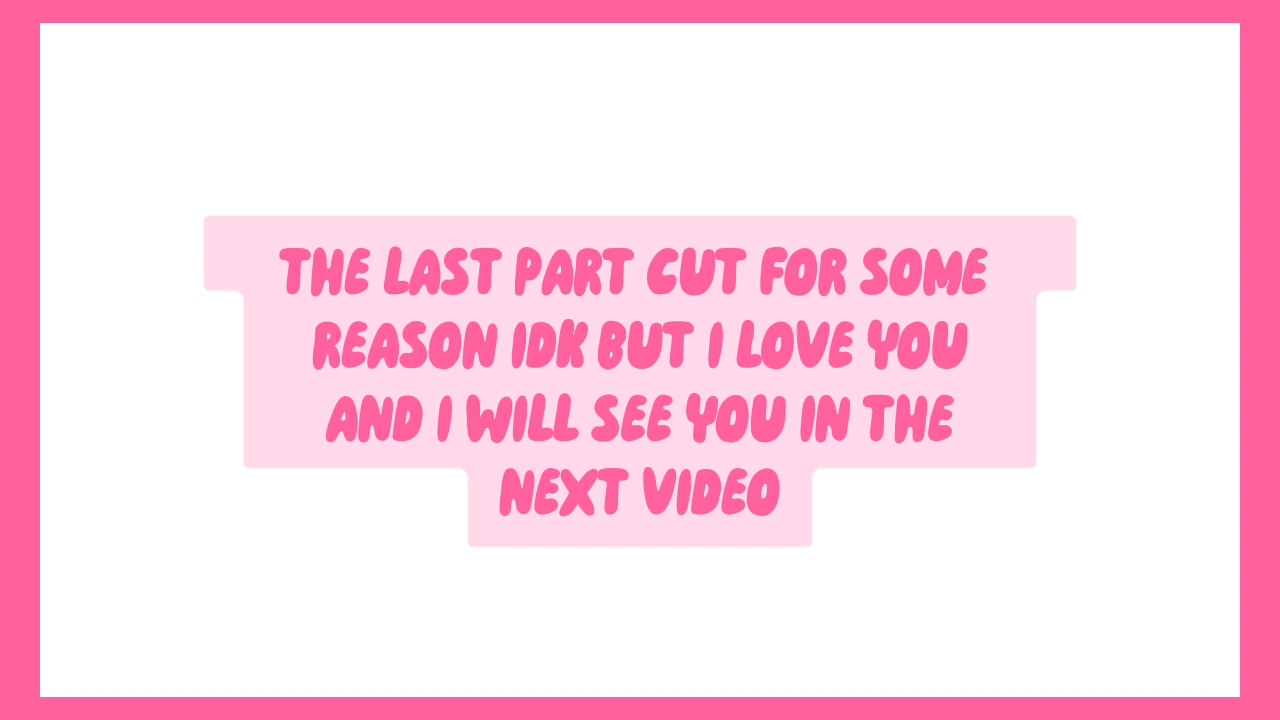 THE LAST PART CUT FOR SOME
REASON IDK BUT I LOVE YOU
AND I WILL SEE YOU IN THE
NEXT VIDEO